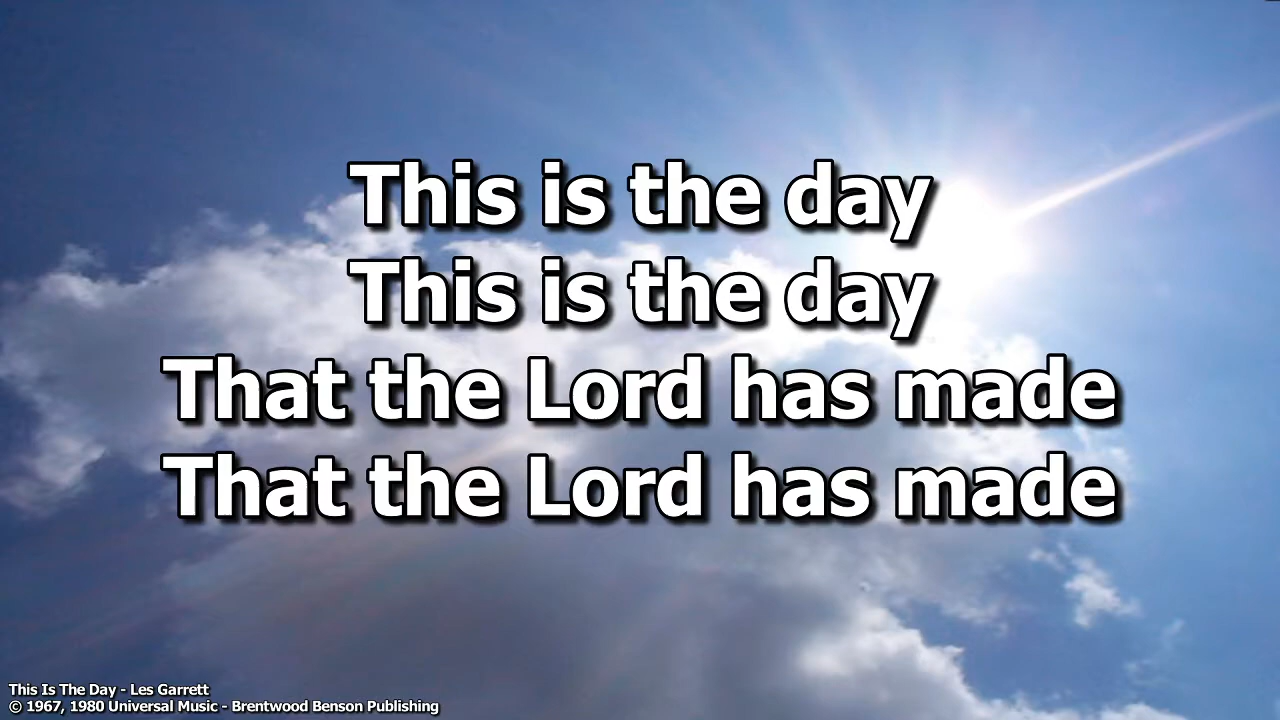 This is the day
This is the day
That the Lord has made
That the Lord has made
This Is The Day - Les Garrett
© 1967, 1980 Universal Music - Brentwood Benson Publishing